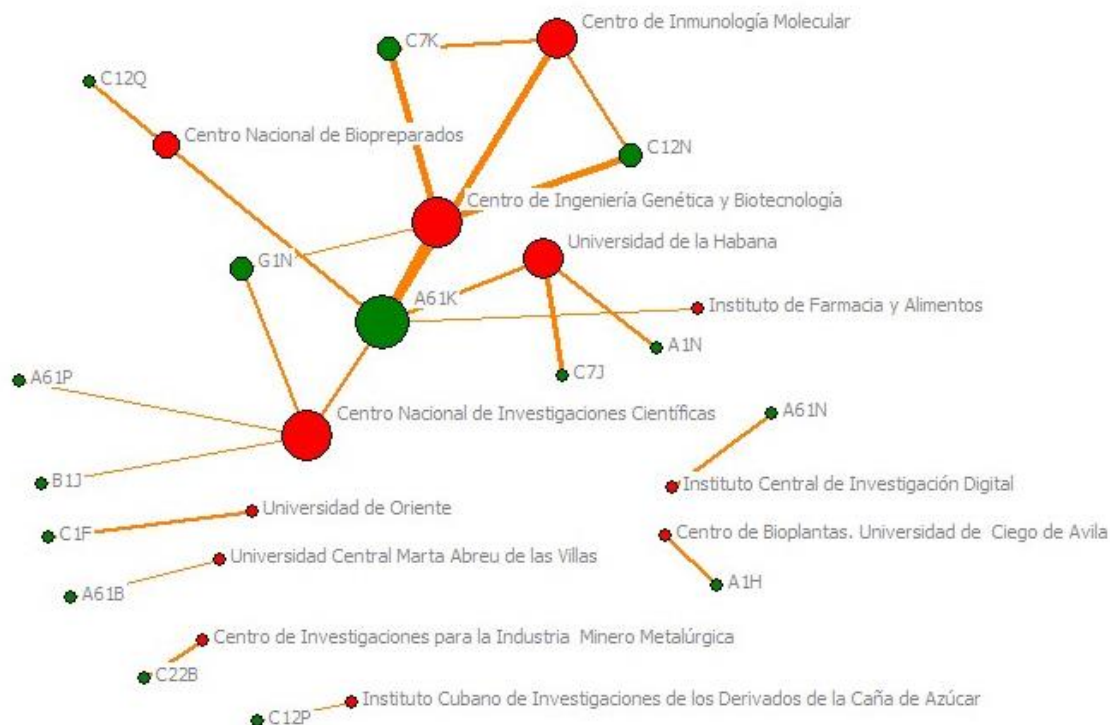 Centro de Inmunología Molecular
C7K
C12Q
Centro Nacional de Biopreparados
C12N
Centro de Ingeniería Genética y Biotecnología
Universidad de la Habana
G1N
A61K
Instituto de Farmacia y Alimentos
A1N
C7J
A61P
Centro Nacional de Investigaciones Científicas
A61N
B1J
Instituto Central de Investigación Digital
Universidad de Oriente
C1F
Centro de Bioplantas. Universidad de Ciego de Avila
Universidad Central Marta Abreu de las Villas
A1H
A61B
Centro de Investigaciones para la Industria Minero Metalúrgica
C22B
Instituto Cubano de Investigaciones de los Derivados de la Caña de Azúcar
C12P